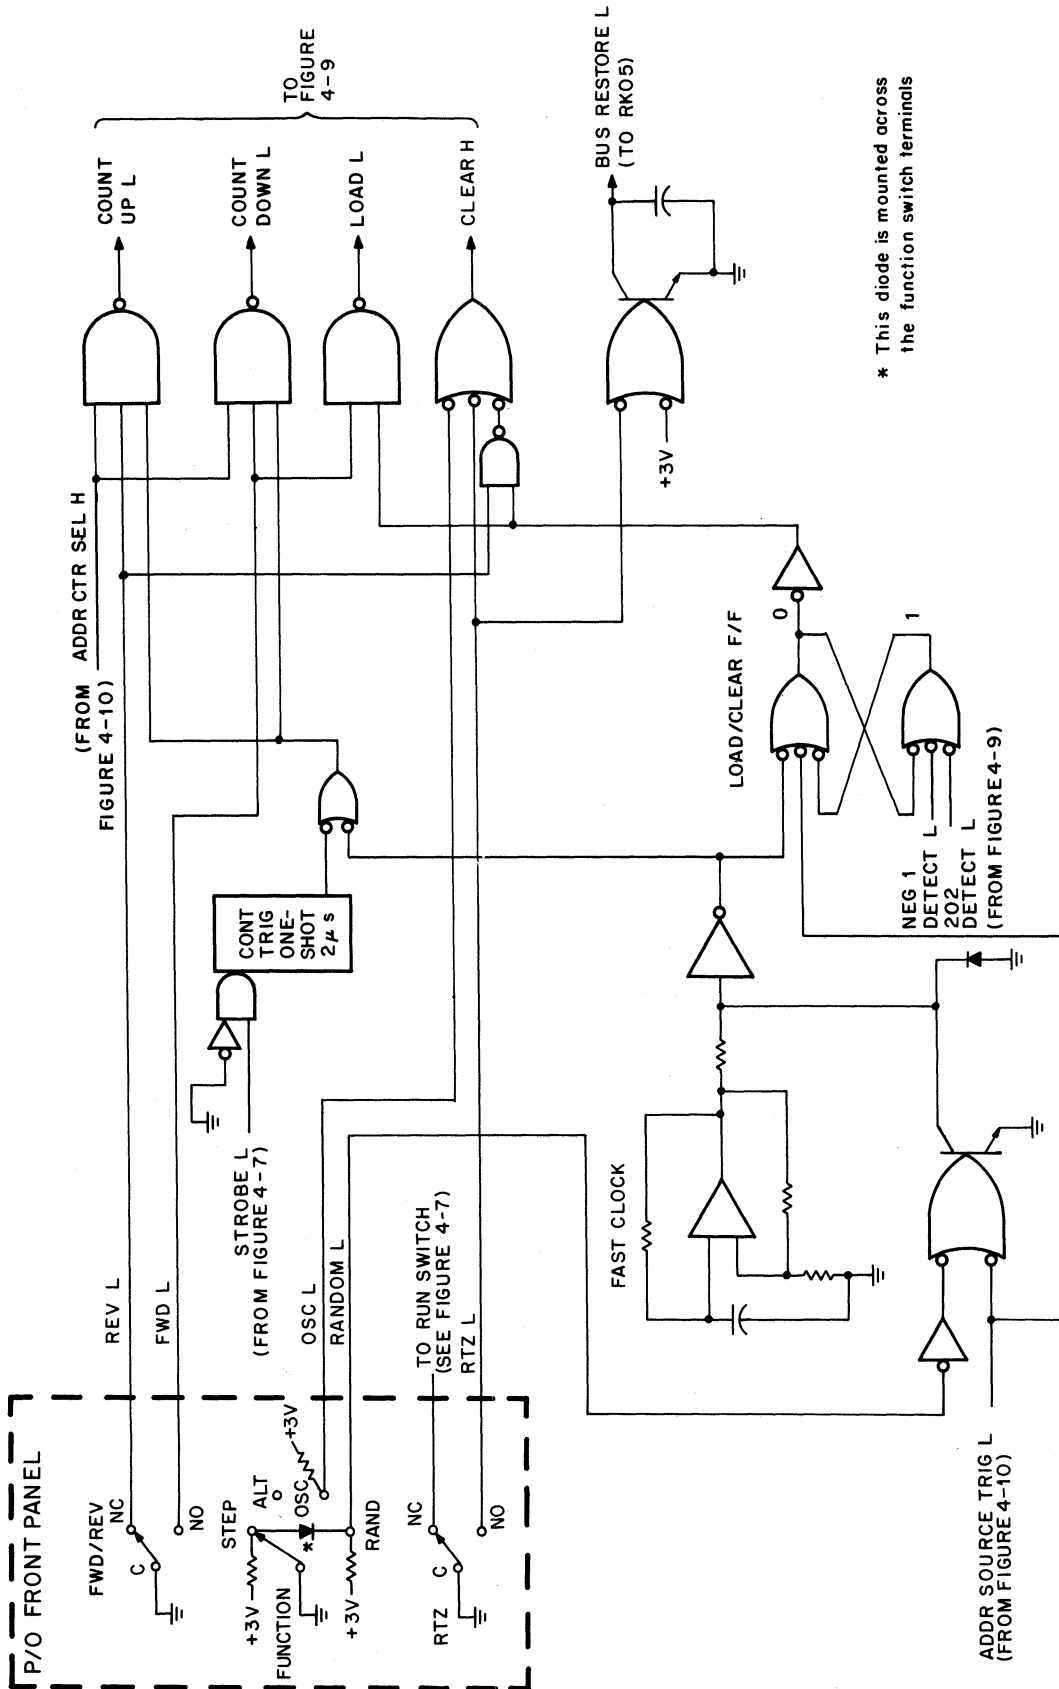 P/O FRONT PANEL
FWD/REV
NC
C
NO
REV L
FWD L
STEP
ALT
OSC
+3V
+3V
*
+3V
RAND
FUNCTION
RTZ
NC
C
NO
STROBE L
(FROM FIGURE 4-7)
OSC L
RANDOM L
TO RUN SWITCH
(SEE FIGURE 4-7)
RTZ L
(FROM ADDR CTR SEL H
FIGURE 4-10)
CONT
TRIG
ONE-
SHOT
2µs
COUNT
UP L
COUNT
DOWN L
LOAD L
CLEAR H
TO
FIGURE
4-9
BUS RESTORE L
(TO RK05)
+3V
FAST CLOCK
LOAD/CLEAR F/F
0
1
NEG 1
DETECT L
202
DETECT L
(FROM FIGURE 4-9)
ADDR SOURCE TRIG L
(FROM FIGURE 4-10)
* This diode is mounted across
the function switch terminals